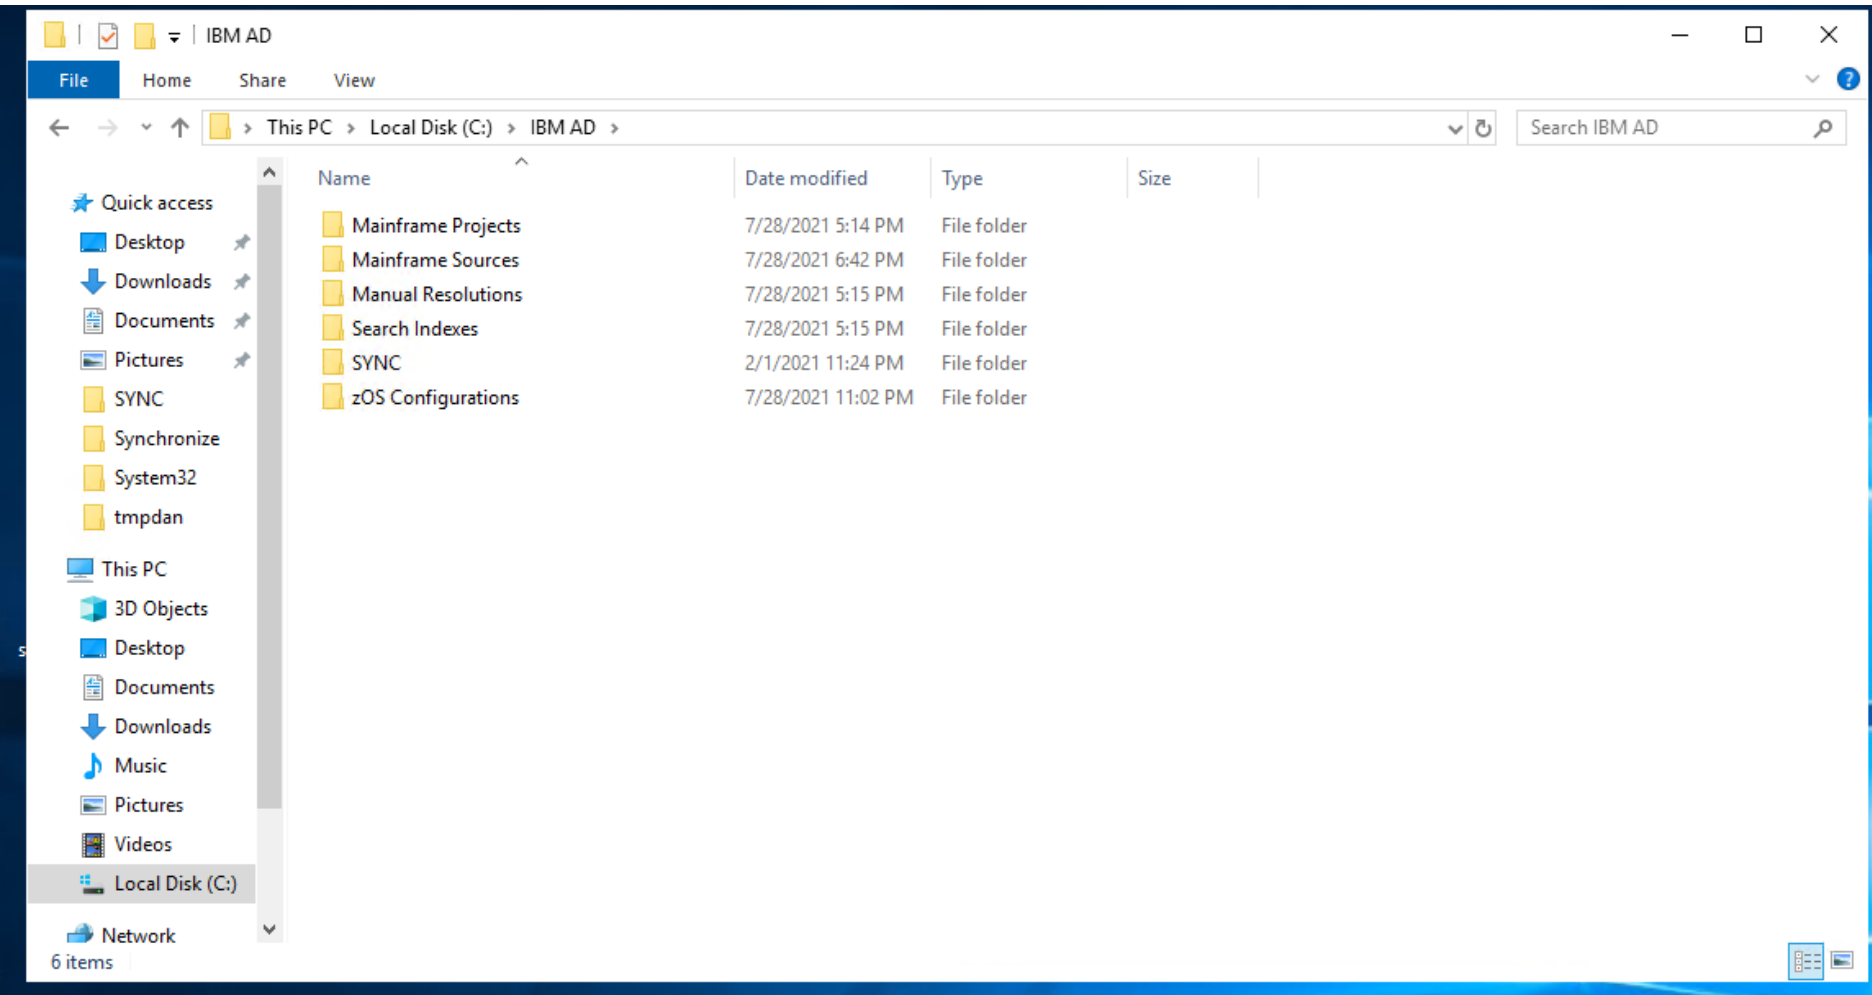 IBM AD
File Home Share View
This PC > Local Disk (C:) > IBM AD >
Search IBM AD
Name Date modified Type Size
Mainframe Projects 7/28/2021 5:14 PM File folder
Mainframe Sources 7/28/2021 6:42 PM File folder
Manual Resolutions 7/28/2021 5:15 PM File folder
Search Indexes 7/28/2021 5:15 PM File folder
SYNC 2/1/2021 11:24 PM File folder
zOS Configurations 7/28/2021 11:02 PM File folder
Quick access
Desktop
Downloads
Documents
Pictures
SYNC
Synchronize
System32
tmpdan
This PC
3D Objects
Desktop
Documents
Downloads
Music
Pictures
Videos
Local Disk (C:)
Network
6 items
s